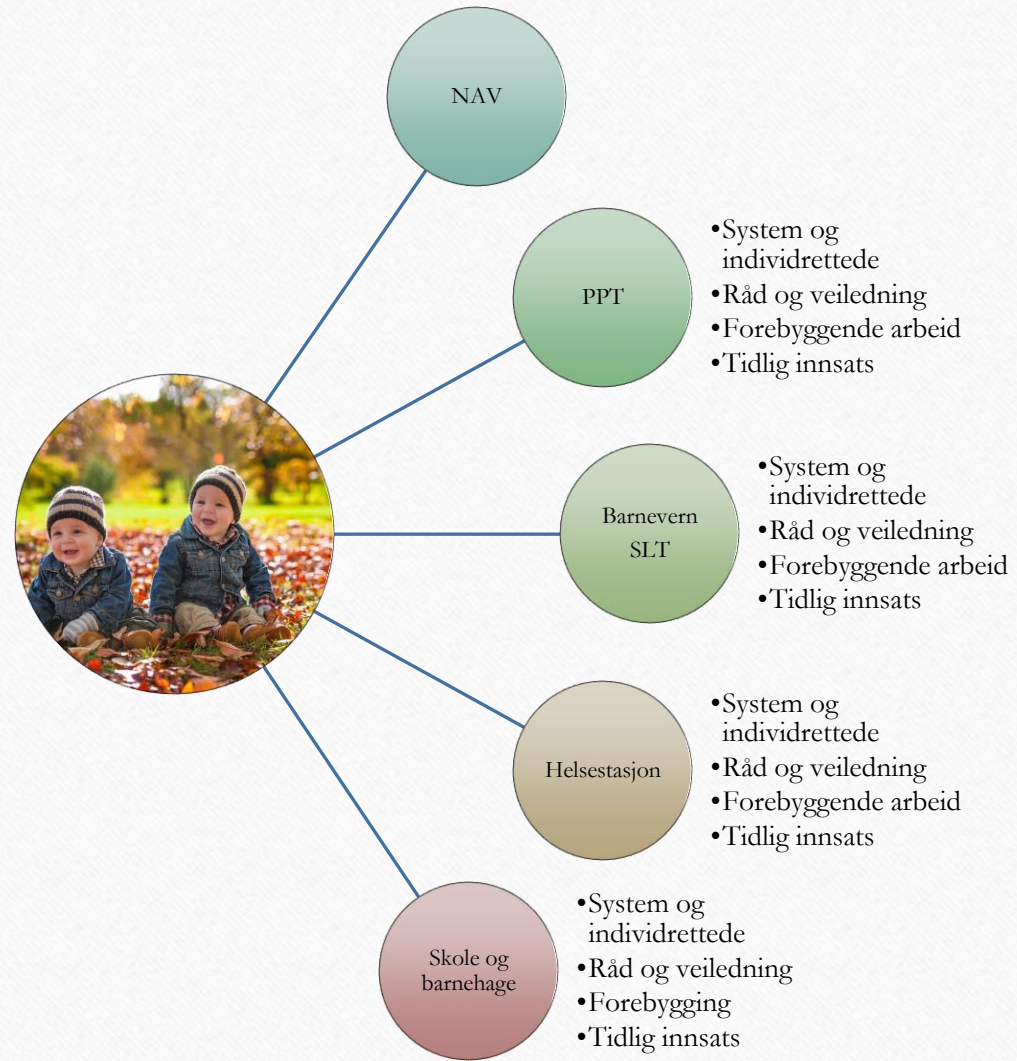 NAV
PPT
•System og
individrettede
•Råd og veiledning
•Forebyggende arbeid
•Tidlig innsats
Barnevern
SLT
•System og
individrettede
•Råd og veiledning
•Forebyggende arbeid
•Tidlig innsats
Helsestasjon
•System og
individrettede
•Råd og veiledning
•Forebyggende arbeid
•Tidlig innsats
Skole og
barnehage
•System og
individrettede
•Råd og veiledning
•Forebygging
•Tidlig innsats